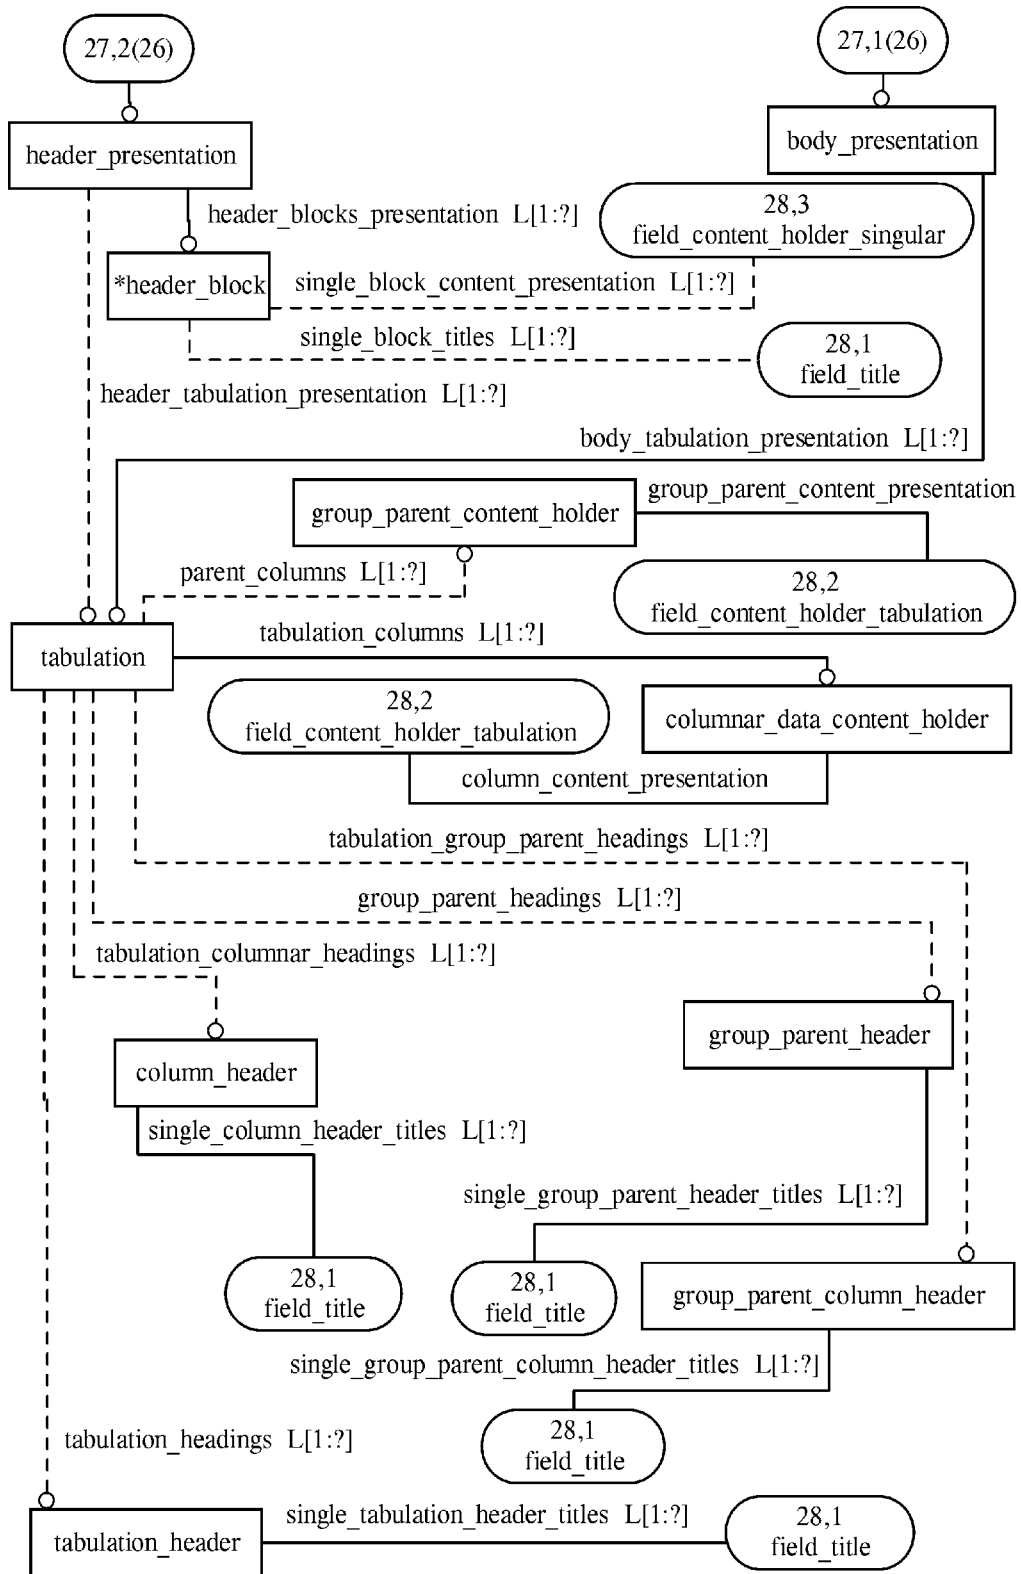 27,2(26)
27,1(26)
header_presentation
body_presentation
header_blocks_presentation L[1:?]
28,3
field_content_holder_singular
*header_block
single_block_content_presentation L[1:?]
single_block_titles L[1:?]
28,1
field_title
header_tabulation_presentation L[1:?]
body_tabulation_presentation L[1:?]
group_parent_content_presentation
group_parent_content_holder
parent_columns L[1:?]
28,2
field_content_holder_tabulation
tabulation_columns L[1:?]
tabulation
28,2
field_content_holder_tabulation
columnar_data_content_holder
column_content_presentation
tabulation_group_parent_headings L[1:?]
group_parent_headings L[1:?]
tabulation_columnar_headings L[1:?]
group_parent_header
column_header
single_column_header_titles L[1:?]
single_group_parent_header_titles L[1:?]
28,1
field_title
28,1
field_title
group_parent_column_header
single_group_parent_column_header_titles L[1:?]
28,1
field_title
tabulation_headings L[1:?]
single_tabulation_header_titles L[1:?]
28,1
field_title
tabulation_header